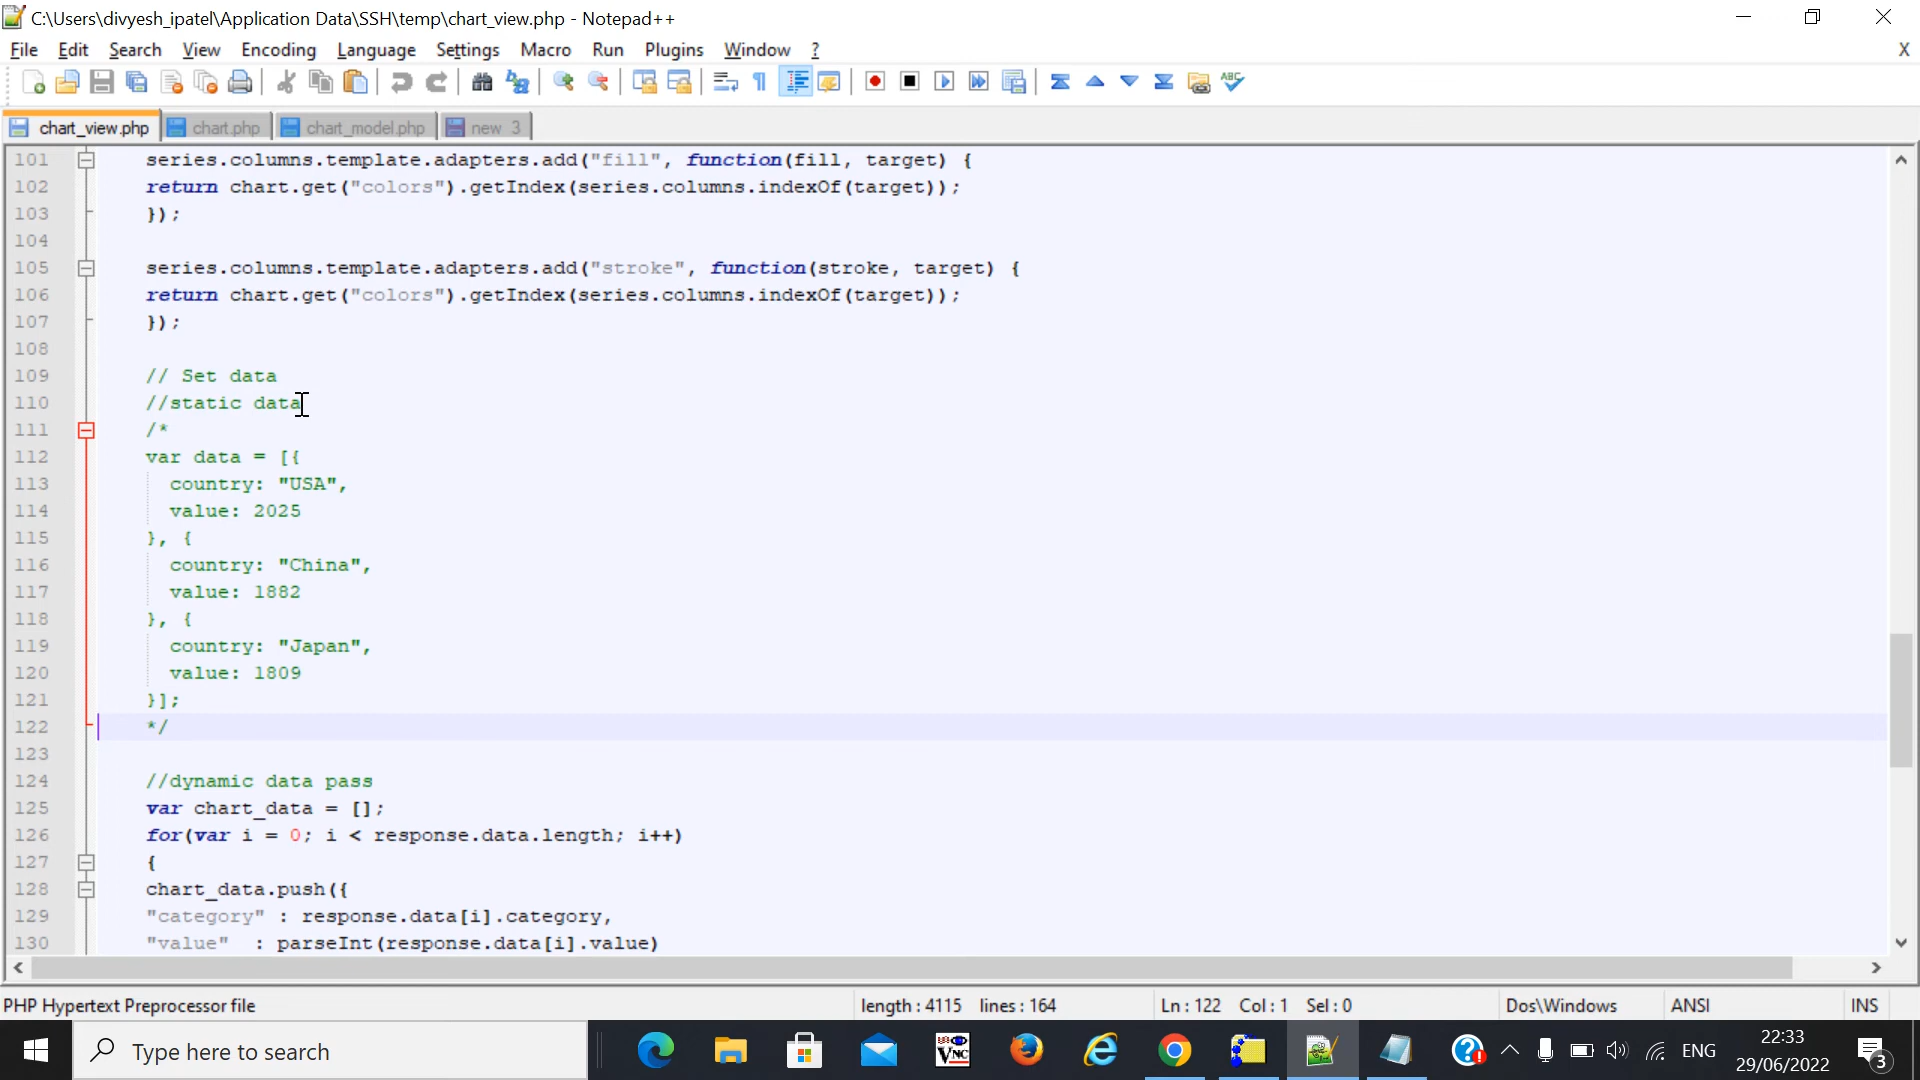 C:\Users\divyesh_ipatel\Application Data\SSH\temp\chart_view.php - Notepad++
File Edit Search View Encoding Language Settings Macro Run Plugins Window ? X
chart_view.php chart.php chart_model.php new 3
101 series.columns.template.adapters.add("fill", function(fill, target) {
102 return chart.get("colors").getIndex(series.columns.indexOf(target));
103 });
104
105 series.columns.template.adapters.add("stroke", function(stroke, target) {
106 return chart.get("colors").getIndex(series.columns.indexOf(target));
107 });
108
109 // Set data
110 //static data
111 /*
112 var data = [{
113 country: "USA",
114 value: 2025
115 }, {
116 country: "China",
117 value: 1882
118 }, {
119 country: "Japan",
120 value: 1809
121 }];
122 */
123
124 //dynamic data pass
125 var chart_data = [];
126 for(var i = 0; i < response.data.length; i++)
127 {
128 chart_data.push({
129 "category" : response.data[i].category,
130 "value" : parseInt(response.data[i].value)
PHP Hypertext Preprocessor file length : 4115 lines : 164 Ln : 122 Col : 1 Sel : 0 Dos\Windows ANSI INS
Type here to search ENG 22:33
29/06/2022 3